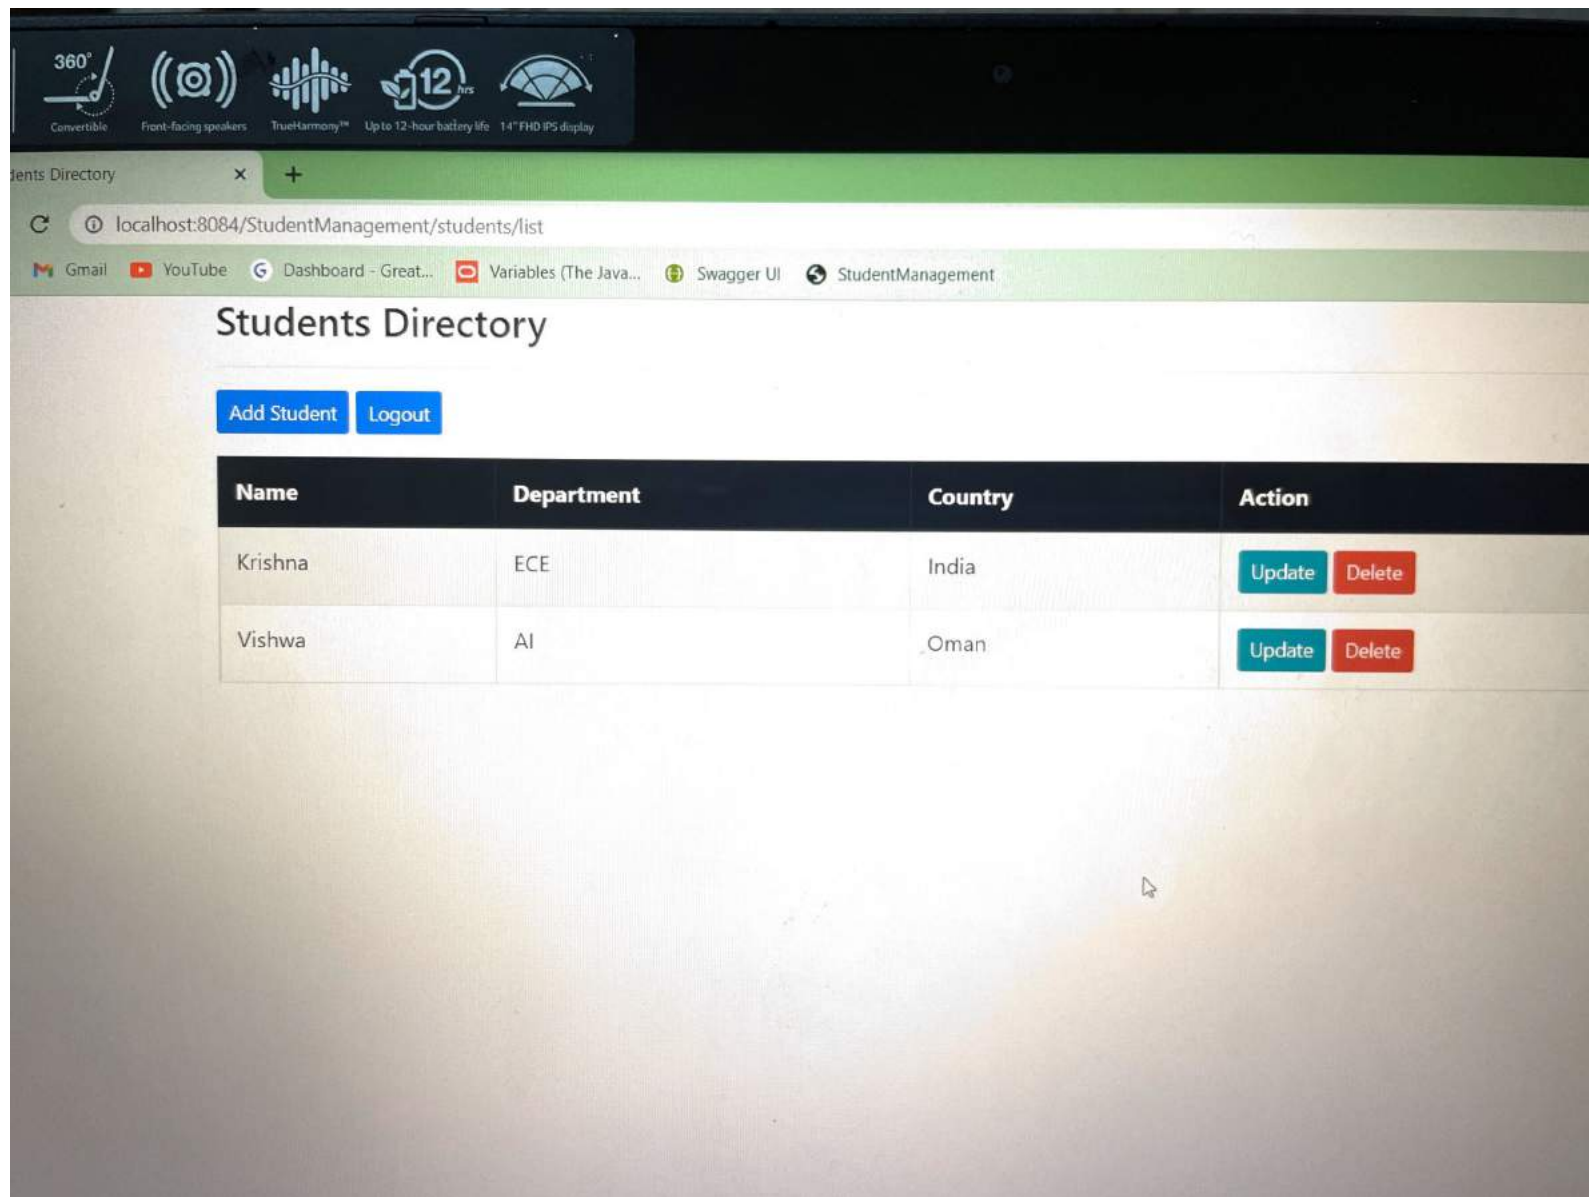 360°
12 hrs
Convertible Front-facing speakers TrueHarmony™ Up to 12-hour battery life 14" FHD IPS display
dents Directory × +
localhost:8084/StudentManagement/students/list
Gmail YouTube G Dashboard - Great... Variables (The Java... Swagger UI StudentManagement
Students Directory
Add Student Logout
Name Department Country Action
Krishna ECE India Update Delete
Vishwa AI Oman Update Delete